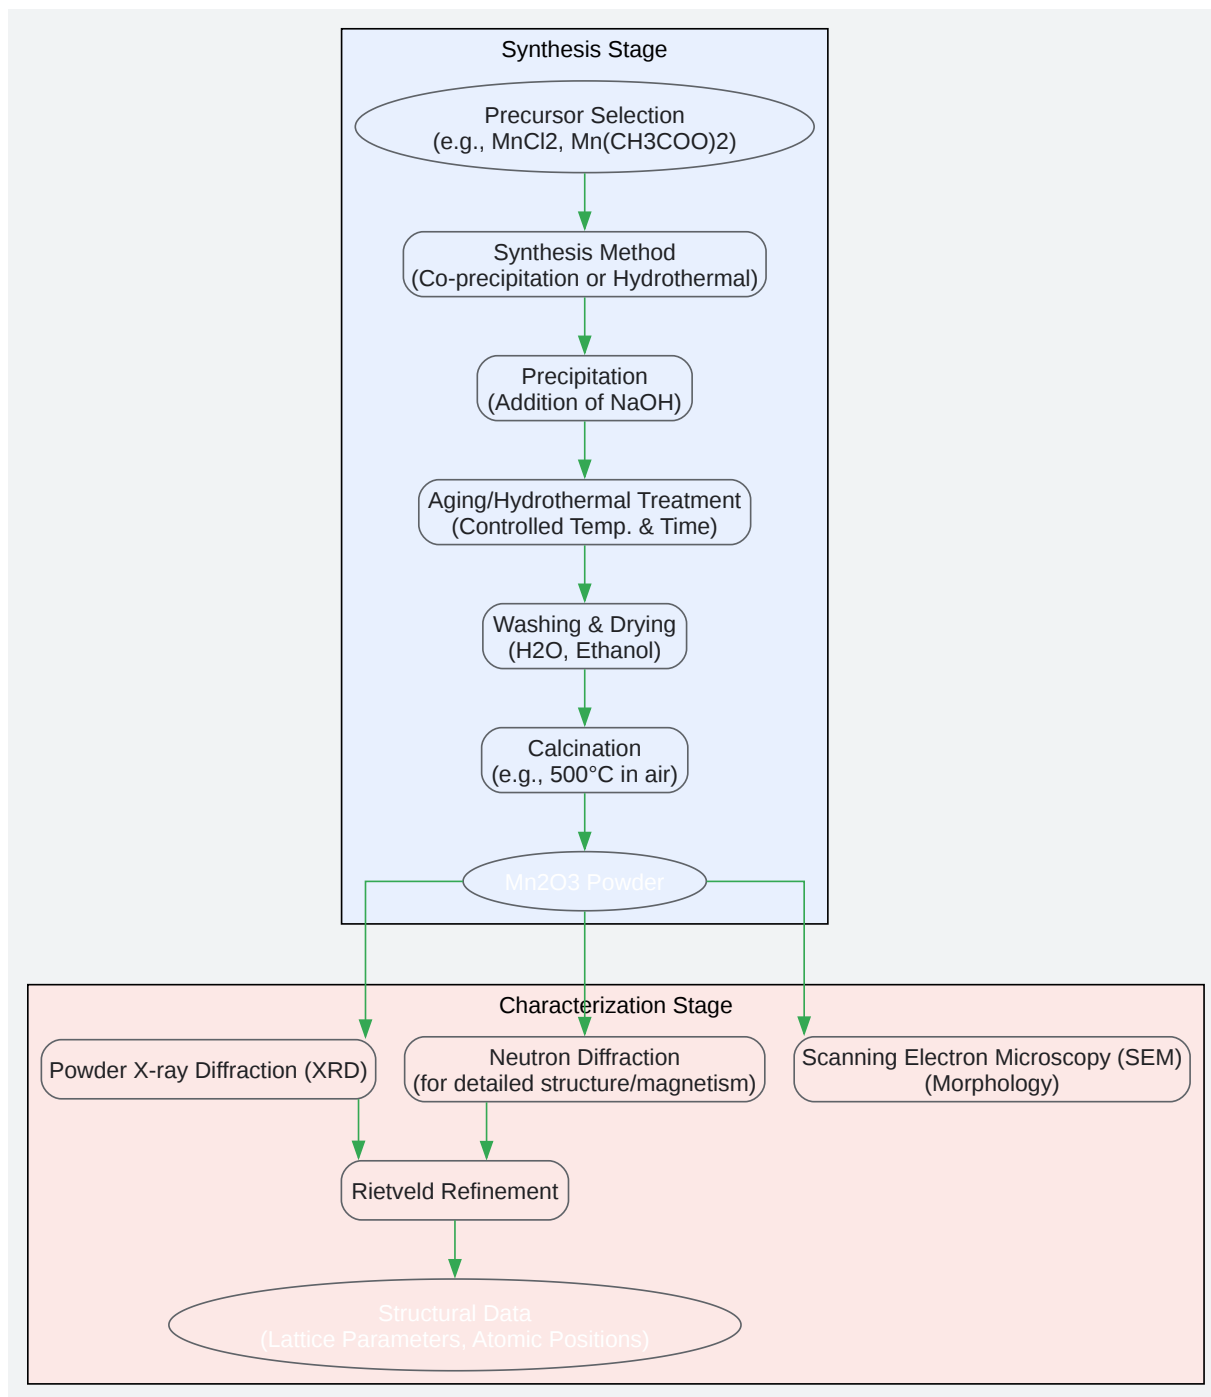 Synthesis Stage
Precursor Selection
(e.g., MnCl2, Mn(CH3COO)2)
Synthesis Method
(Co-precipitation or Hydrothermal)
Precipitation
(Addition of NaOH)
Aging/Hydrothermal Treatment
(Controlled Temp. & Time)
Washing & Drying
(H2O, Ethanol)
Calcination
(e.g., 500°C in air)
Mn2O3 Powder
Characterization Stage
Powder X-ray Diffraction (XRD)
Neutron Diffraction
(for detailed structure/magnetism)
Scanning Electron Microscopy (SEM)
(Morphology)
Rietveld Refinement
Structural Data
(Lattice Parameters, Atomic Positions)